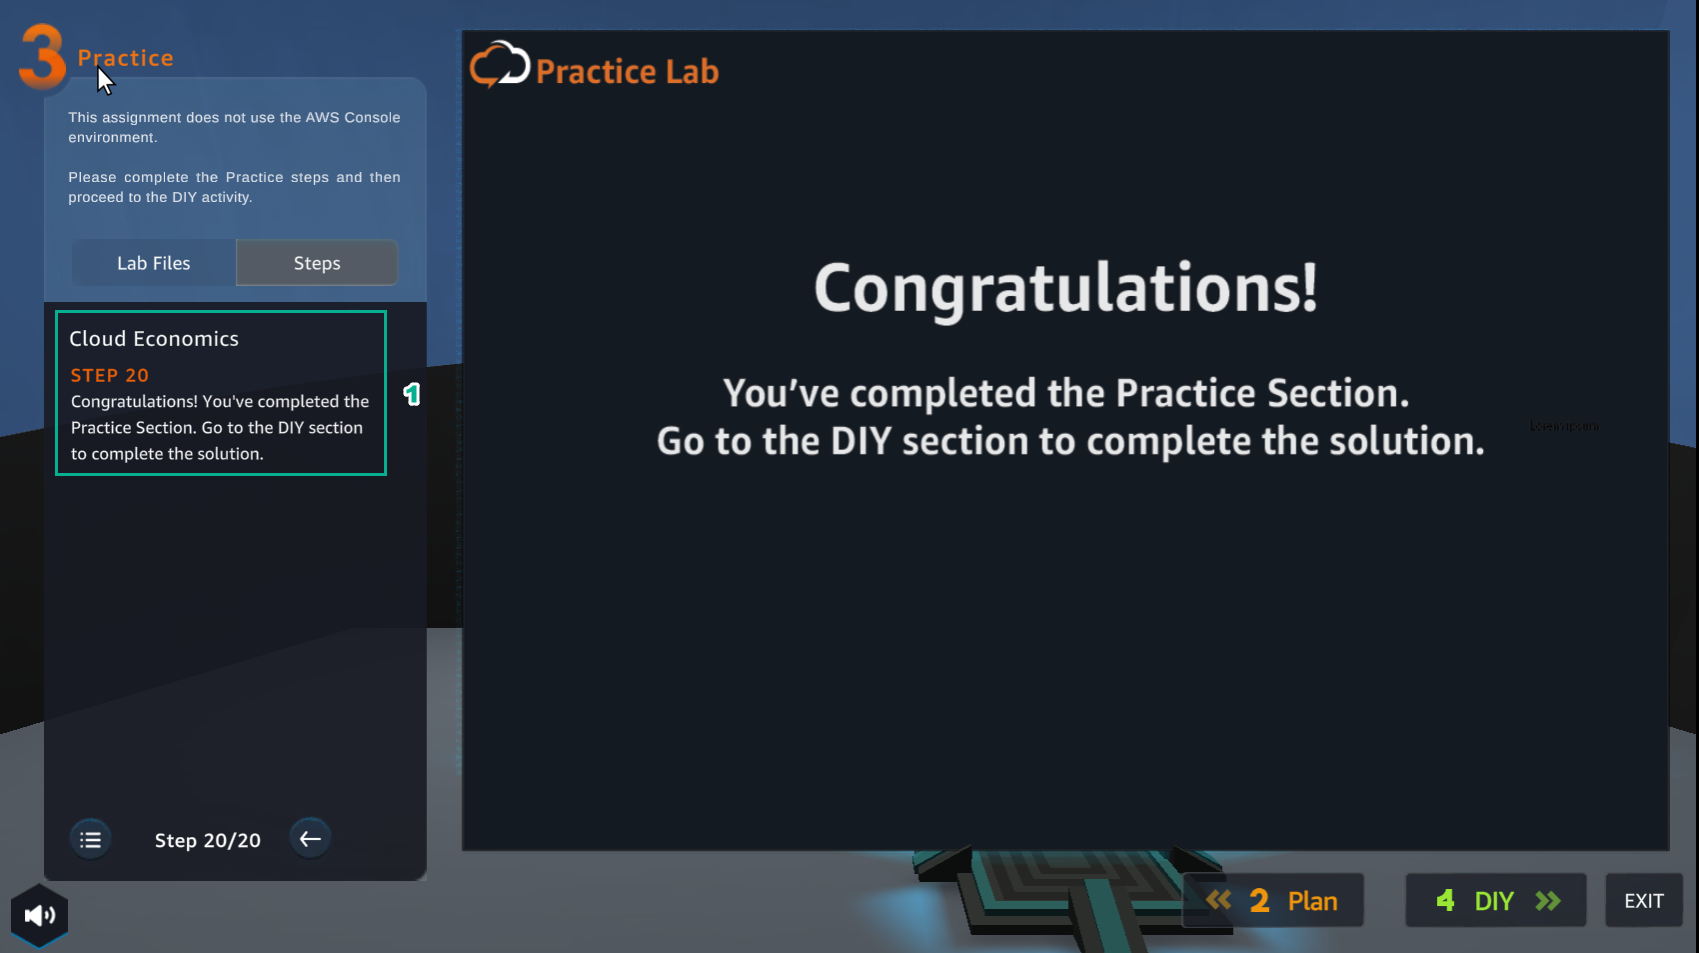 3 Practice
This assignment does not use the AWS Console
environment.
Please complete the Practice steps and then
proceed to the DIY activity.
Lab Files
Steps
Cloud Economics
STEP 20
Congratulations! You've completed the
Practice Section. Go to the DIY section
to complete the solution.
1
Step 20/20
Practice Lab
Congratulations!
You’ve completed the Practice Section.
Go to the DIY section to complete the solution.
Lorem ipsum
2 Plan
4 DIY
EXIT